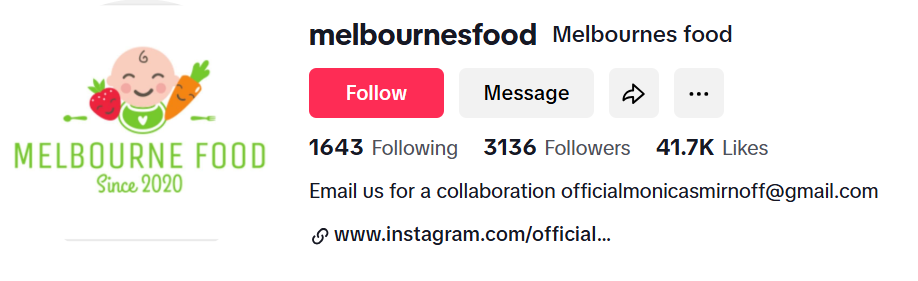 MELBOURNE FOOD
Since 2020
melbournesfood Melbournes food
Follow Message
1643 Following 3136 Followers 41.7K Likes
Email us for a collaboration officialmonicasmirnoff@gmail.com
www.instagram.com/official...